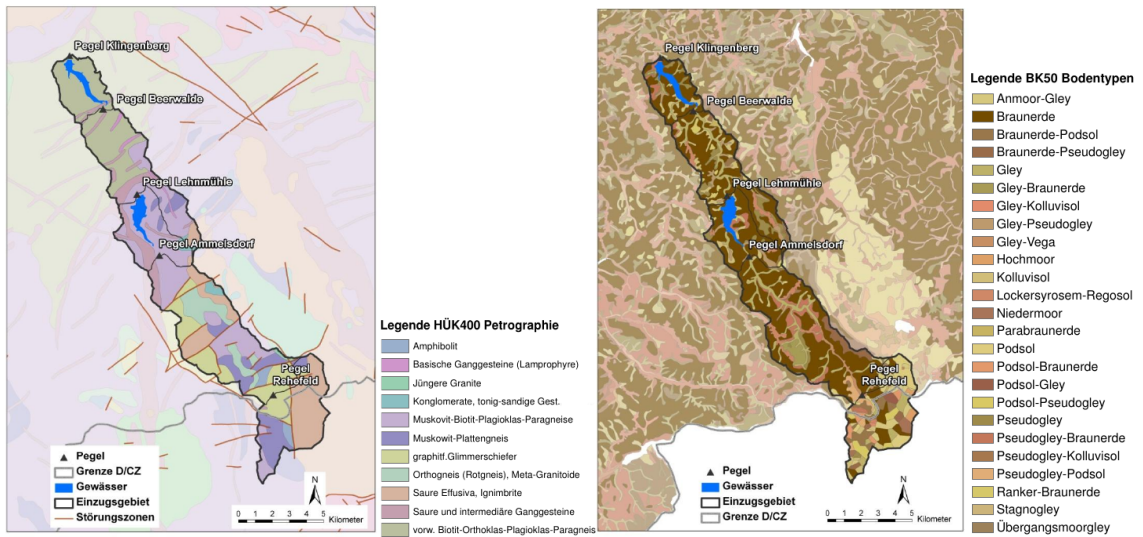 Pegel Klingenberg
Pegel Beerwalde
Pegel Lehnmühle
Pegel Ammelsdorf
Pegel
Rehefeld
Pegel
Grenze D/CZ
Gewässer
Einzugsgebiet
Störungszonen
N
0 1 2 3 4 5
Kilometer
Legende HÜK400 Petrographie
Amphibolit
Basische Ganggesteine (Lamprophyre)
Jüngere Granite
Konglomerate, tonig-sandige Gest.
Muskovit-Biotit-Plagioklas-Paragneise
Muskowit-Plattengneis
graphitf.Glimmerschiefer
Orthogneis (Rotgneis), Meta-Granitoide
Saure Effusiva, Ignimbrite
Saure und intermediäre Ganggesteine
vorw. Biotit-Orthoklas-Plagioklas-Paragneis
Pegel Klingenberg
Pegel Beerwalde
Pegel Lehnmühle
Pegel Ammelsdorf
Pegel
Rehefeld
Pegel
Gewässer
Einzugsgebiet
Grenze D/CZ
N
0 1 2 3 4 5
Kilometer
Legende BK50 Bodentypen
Anmoor-Gley
Braunerde
Braunerde-Podsol
Braunerde-Pseudogley
Gley
Gley-Braunerde
Gley-Kolluvisol
Gley-Pseudogley
Gley-Vega
Hochmoor
Kolluvisol
Lockersyrosem-Regosol
Niedermoor
Parabraunerde
Podsol
Podsol-Braunerde
Podsol-Gley
Podsol-Pseudogley
Pseudogley
Pseudogley-Braunerde
Pseudogley-Kolluvisol
Pseudogley-Podsol
Ranker-Braunerde
Stagnogley
Übergangsmoorgley